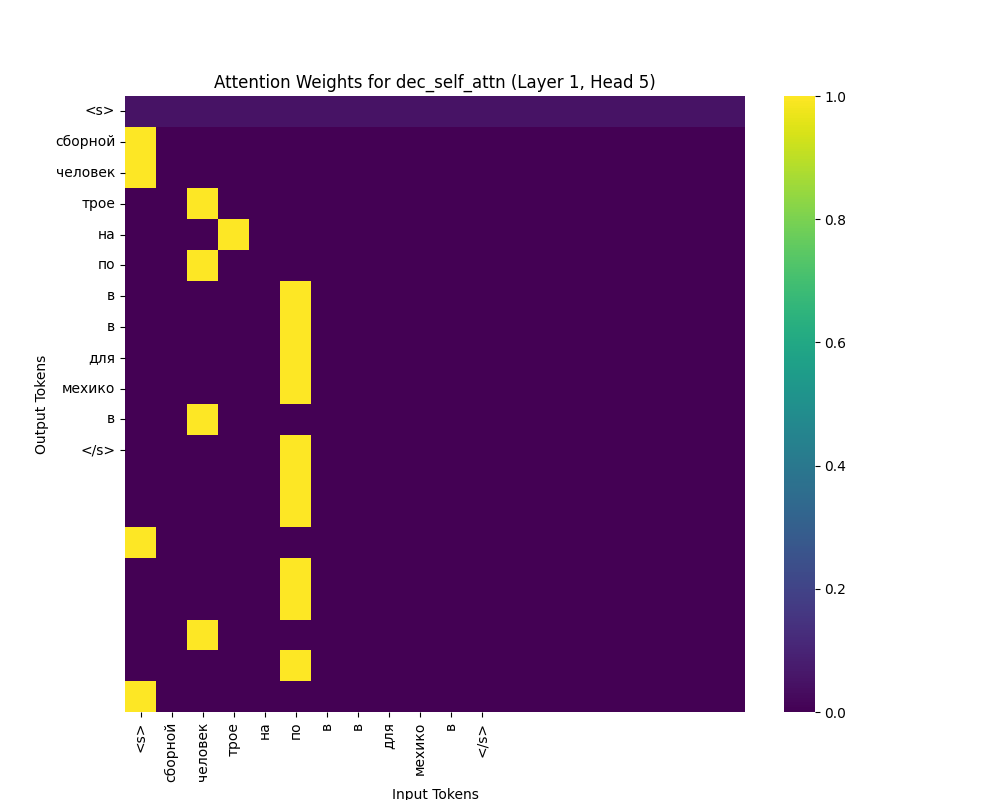 Attention Weights for dec_self_attn (Layer 1, Head 5)
<s>
сборной
человек
трое
на
по
в
в
для
мехико
в
</s>
Output Tokens
<s>
сборной
человек
трое
на
по
в
в
для
мехико
в
</s>
Input Tokens
1.0
0.8
0.6
0.4
0.2
0.0